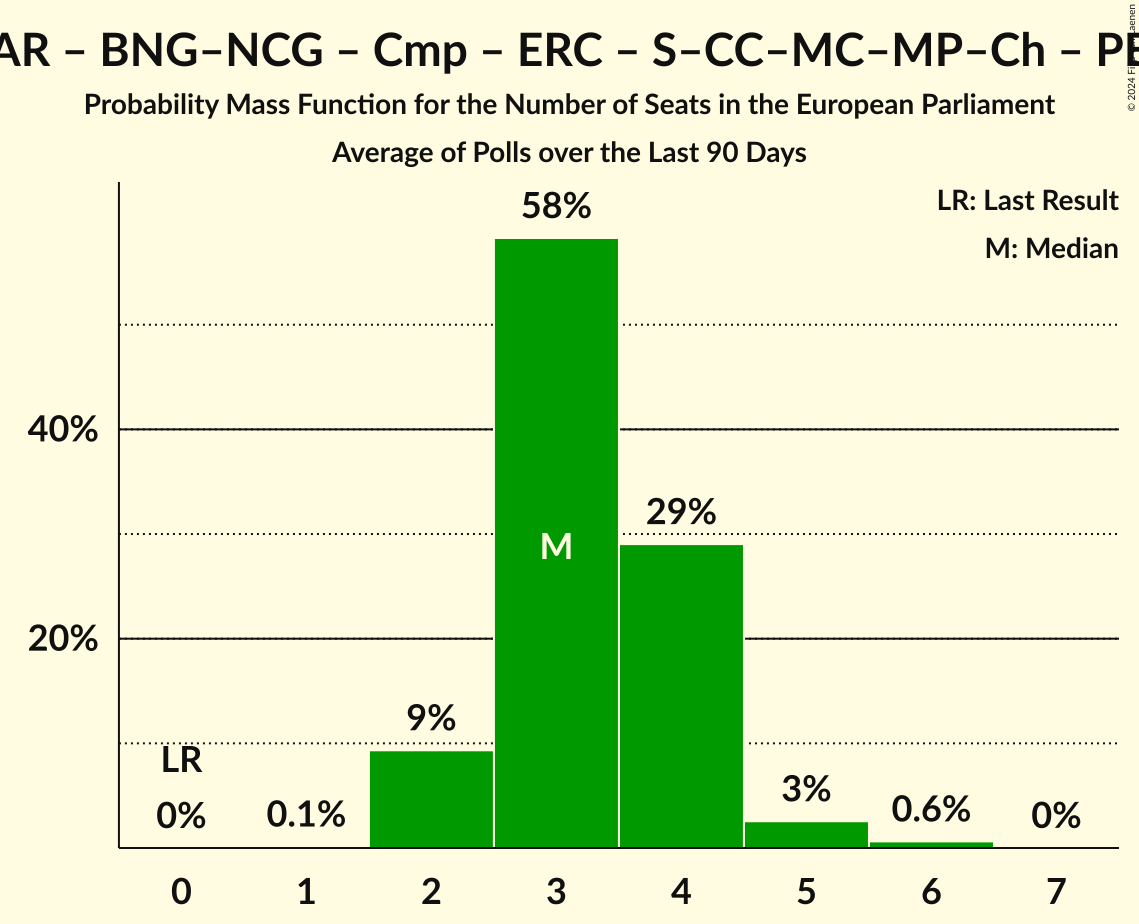 AR – BNG–NCG – Cmp – ERC – S–CC–MC–MP–Ch – PE
Probability Mass Function for the Number of Seats in the European Parliament
Average of Polls over the Last 90 Days
LR: Last Result
M: Median
58%
40%
29%
M
20%
9%
LR
3%
0%
0.1%
0.6%
0%
0 1 2 3 4 5 6 7
© 2024